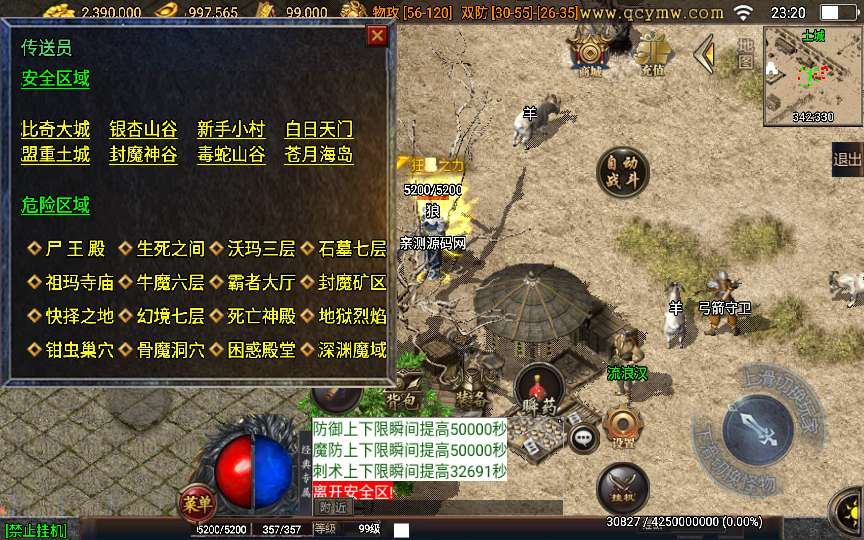 2,390,000
997,565
99,000
物攻 [56-120] 双防 [30-55]-[26-35]
www.qcymw.com
23:20
传送员
安全区域
比奇大城 银杏山谷 新手小村 白日天门
盟重土城 封魔神谷 毒蛇山谷 苍月海岛
危险区域
尸 王 殿 生死之间 沃玛三层 石墓七层
祖玛寺庙 牛魔六层 霸者大厅 封魔矿区
快择之地 幻境七层 死亡神殿 地狱烈焰
钳虫巢穴 骨魔洞穴 困惑殿堂 深渊魔域
商城
充值
地图
土城
342:330
退出
羊
自动
战斗
5200/5200
狼
亲测源码网
羊
弓箭守卫
流浪汉
背包
装备
瞬药
设置
防御上下限瞬间提高50000秒
魔防上下限瞬间提高50000秒
刺术上下限瞬间提高32691秒
离开安全区!
附近
挂机
菜单
5200/5200 357/357 等级 99级
30827 / 4250000000 (0.00%)
[禁止挂机]